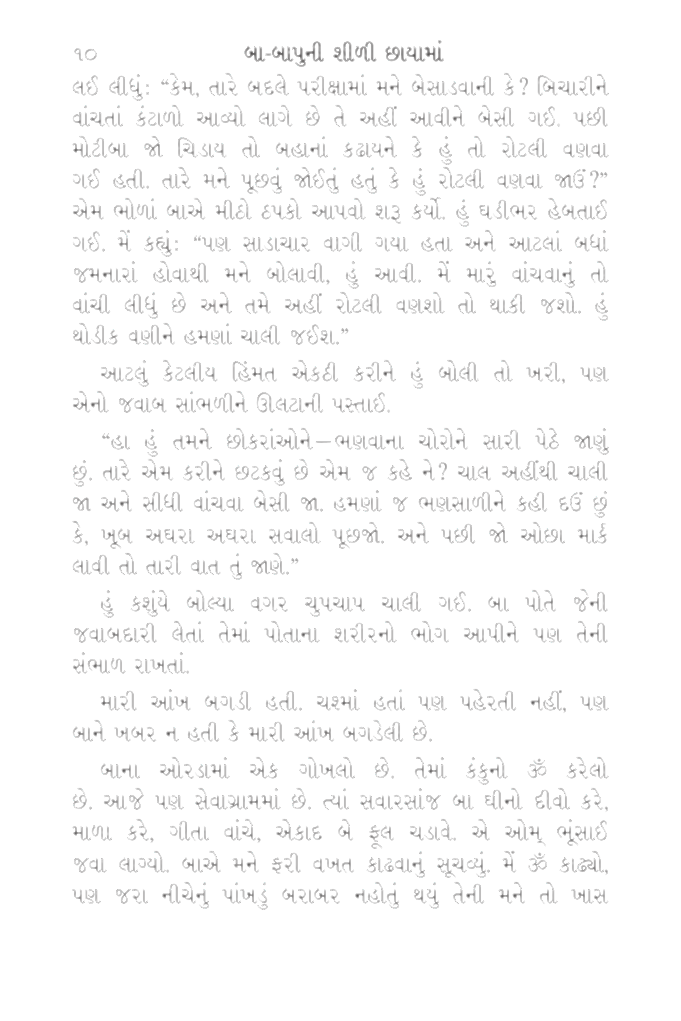 ૧૦ બા-બાપુની શીળી છાયામાં
લઈ લીધું: “કેમ, તારે બદલે પરીક્ષામાં મને બેસાડવાની કે? બિચારીને
વાંચતાં કંટાળો આવ્યો લાગે છે તે અહીં આવીને બેસી ગઈ. પછી
મોટીબા જો ચિડાય તો બહાનાં કઢાયને કે હું તો રોટલી વણવા
ગઈ હતી. તારે મને પૂછવું જોઈતું હતું કે હું રોટલી વણવા જાઉં?”
એમ ભોળાં બાએ મીઠો ઠપકો આપવો શરૂ કર્યો. હું ઘડીભર હેબતાઈ
ગઈ. મેં કહ્યું: “પણ સાડાચાર વાગી ગયા હતા અને આટલાં બધાં
જમનારાં હોવાથી મને બોલાવી, હું આવી. મેં મારું વાંચવાનું તો
વાંચી લીધું છે અને તમે અહીં રોટલી વણશો તો થાકી જશો. હું
થોડીક વણીને હમણાં ચાલી જઈશ.”
આટલું કેટલીય હિંમત એકઠી કરીને હું બોલી તો ખરી, પણ
એનો જવાબ સાંભળીને ઊલટાની પસ્તાઈ.
“હા હું તમને છોકરાંઓને—ભણવાના ચોરોને સારી પેઠે જાણું
છું. તારે એમ કરીને છટકવું છે એમ જ કહે ને? ચાલ અહીંથી ચાલી
જા અને સીધી વાંચવા બેસી જા. હમણાં જ ભણસાળીને કહી દઉં છું
કે, ખૂબ અઘરા અઘરા સવાલો પૂછજો. અને પછી જો ઓછા માર્ક
લાવી તો તારી વાત તું જાણે.”
હું કશુંયે બોલ્યા વગર ચુપચાપ ચાલી ગઈ. બા પોતે જેની
જવાબદારી લેતાં તેમાં પોતાના શરીરનો ભોગ આપીને પણ તેની
સંભાળ રાખતાં.
મારી આંખ બગડી હતી. ચશ્માં હતાં પણ પહેરતી નહીં, પણ
બાને ખબર ન હતી કે મારી આંખ બગડેલી છે.
બાના ઓરડામાં એક ગોખલો છે. તેમાં કંકુનો ૐ કરેલો
છે. આજે પણ સેવાગ્રામમાં છે. ત્યાં સવારસાંજ બા ઘીનો દીવો કરે,
માળા કરે, ગીતા વાંચે, એકાદ બે ફૂલ ચડાવે. એ ઓમ્ ભૂંસાઈ
જવા લાગ્યો. બાએ મને ફરી વખત કાઢવાનું સૂચવ્યું. મેં ૐ કાઢ્યો,
પણ જરા નીચેનું પાંખડું બરાબર નહોતું થયું તેની મને તો ખાસ